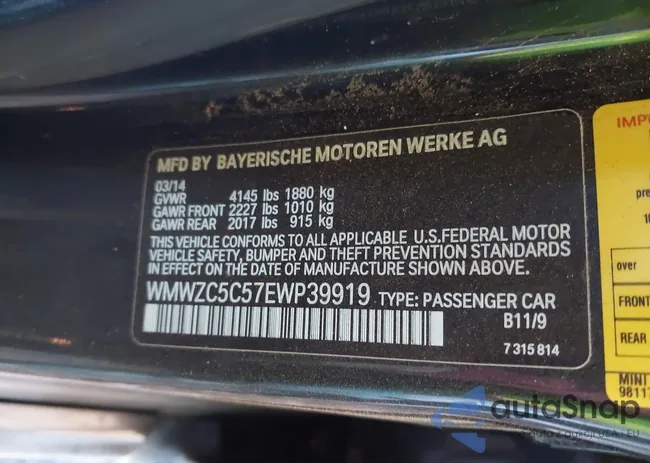 MFD BY BAYERISCHE MOTOREN WERKE AG
03/14
GVWR 4145 lbs 1880 kg
GAWR FRONT 2227 lbs 1010 kg
GAWR REAR 2017 lbs 915 kg
THIS VEHICLE CONFORMS TO ALL APPLICABLE U.S.FEDERAL MOTOR
VEHICLE SAFETY, BUMPER AND THEFT PREVENTION STANDARDS
IN EFFECT ON THE DATE OF MANUFACTURE SHOWN ABOVE.
WMWZC5C57EWP39919 TYPE: PASSENGER CAR
B11/9
7 315 814
over
FRONT
REAR
MINI
9811
autoSnap